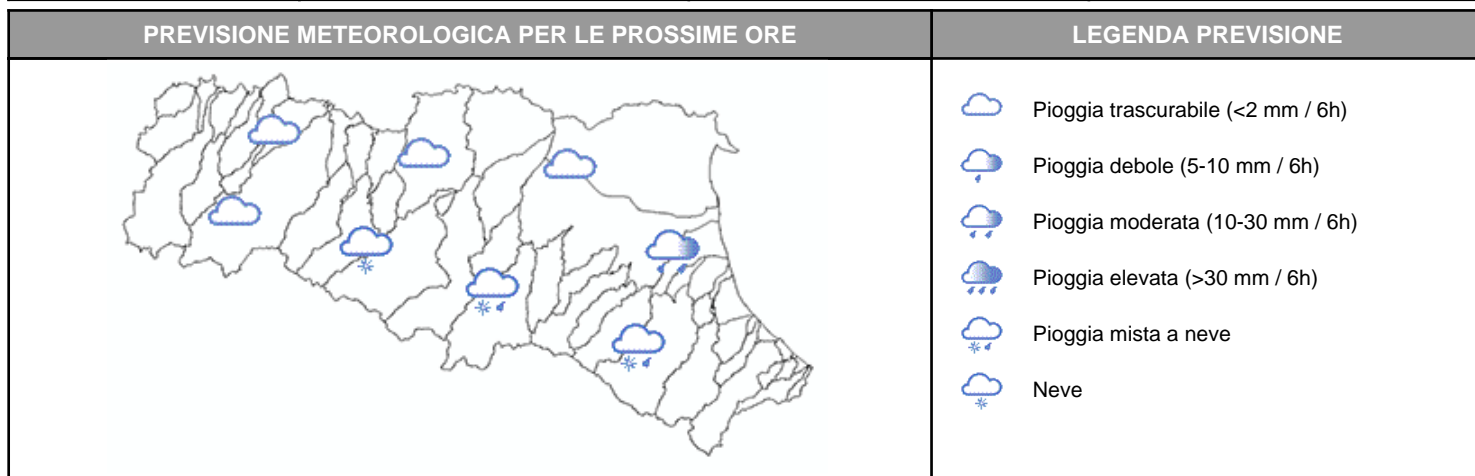 PREVISIONE METEOROLOGICA PER LE PROSSIME ORE
LEGENDA PREVISIONE
Pioggia trascurabile (<2 mm / 6h)
Pioggia debole (5-10 mm / 6h)
Pioggia moderata (10-30 mm / 6h)
Pioggia elevata (>30 mm / 6h)
Pioggia mista a neve
Neve